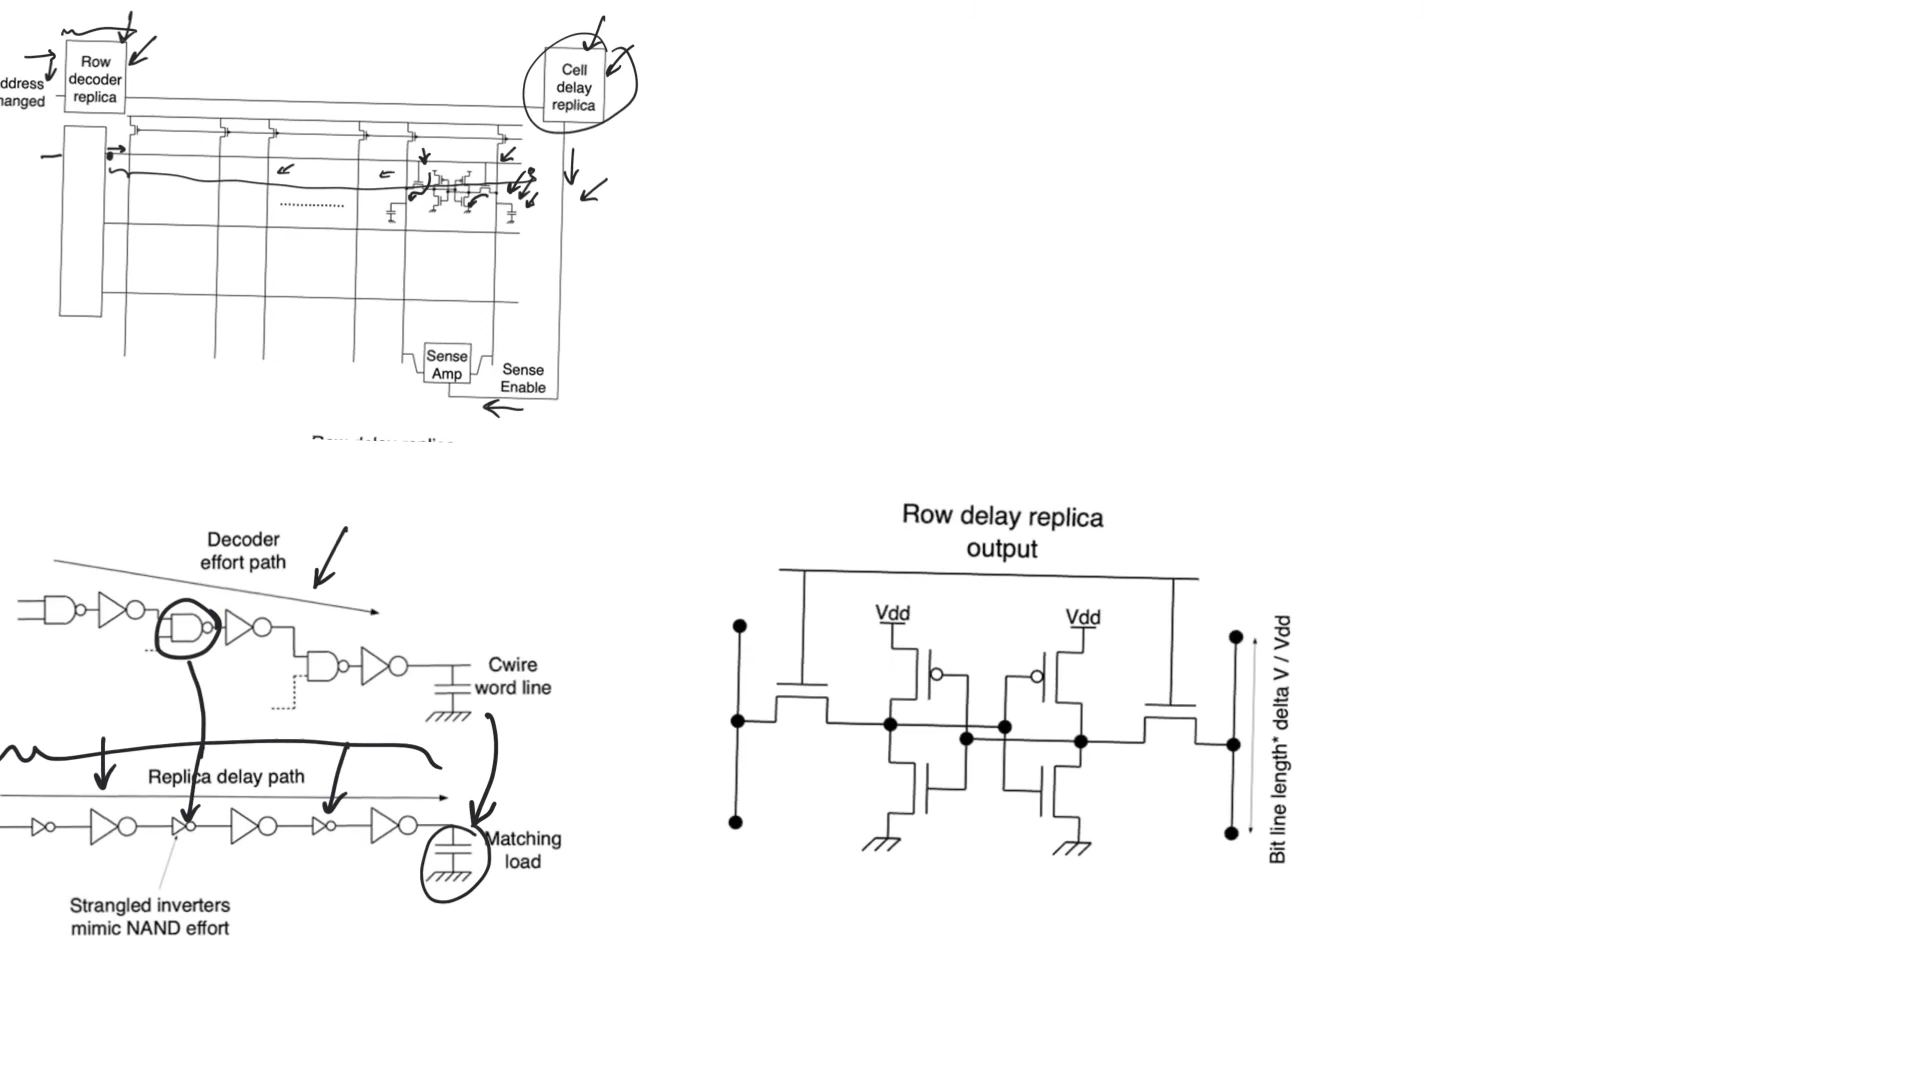 Row
decoder
replica
ddress
hanged
Cell
delay
replica
Sense
Amp
Sense
Enable
Decoder
effort path
Cwire
word line
Replica delay path
Matching
load
Strangled inverters
mimic NAND effort
Row delay replica
output
Vdd
Vdd
Bit line length* delta V / Vdd